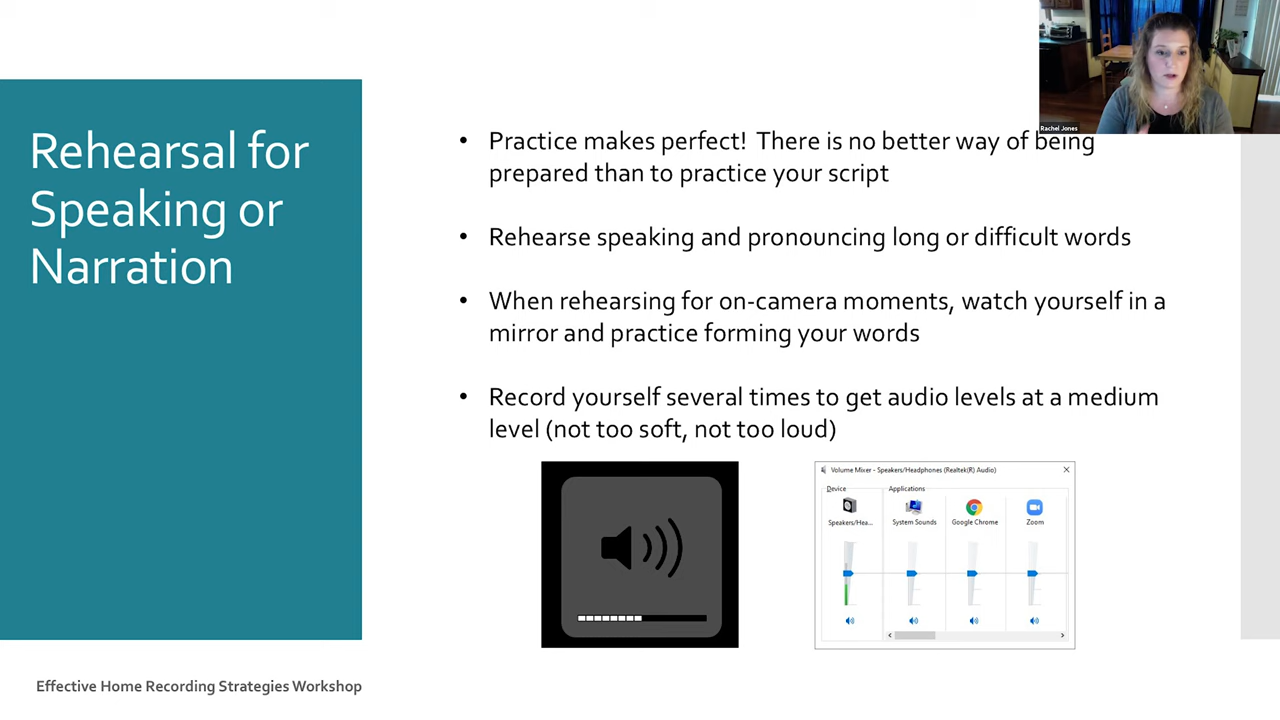 Rachel Jones
Rehearsal for
Speaking or
Narration
• Practice makes perfect!  There is no better way of being
prepared than to practice your script
• Rehearse speaking and pronouncing long or difficult words
• When rehearsing for on-camera moments, watch yourself in a
mirror and practice forming your words
• Record yourself several times to get audio levels at a medium
level (not too soft, not too loud)
Volume Mixer - Speakers/Headphones (Realtek(R) Audio)
Device
Applications
Speakers/Hea...
System Sounds
Google Chrome
Zoom
Effective Home Recording Strategies Workshop